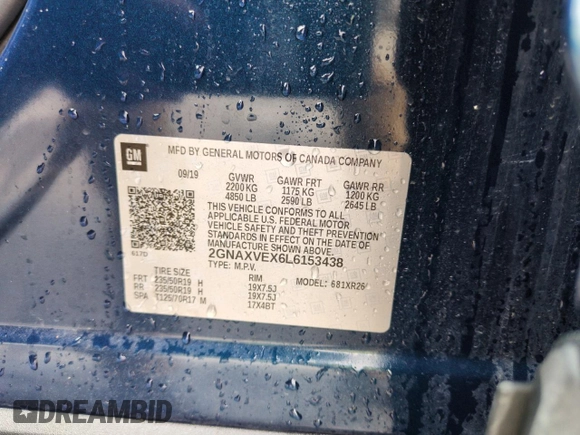 GM
MFD BY GENERAL MOTORS OF CANADA COMPANY
09/19 GVWR GAWR FRT GAWR RR
2200 KG 1175 KG 1200 KG
4850 LB 2590 LB 2645 LB
THIS VEHICLE CONFORMS TO ALL
APPLICABLE U.S. FEDERAL MOTOR
VEHICLE SAFETY AND THEFT PREVENTION
STANDARDS IN EFFECT ON THE DATE OF
MANUFACTURE SHOWN ABOVE.
2GNAXVEX6L6153438
617D TYPE: M.P.V.
TIRE SIZE RIM MODEL: 681XR26
FRT 235/50R19 H 19X7.5J
RR 235/50R19 H 19X7.5J
SPA T125/70R17 M 17X4BT
DREAMBID